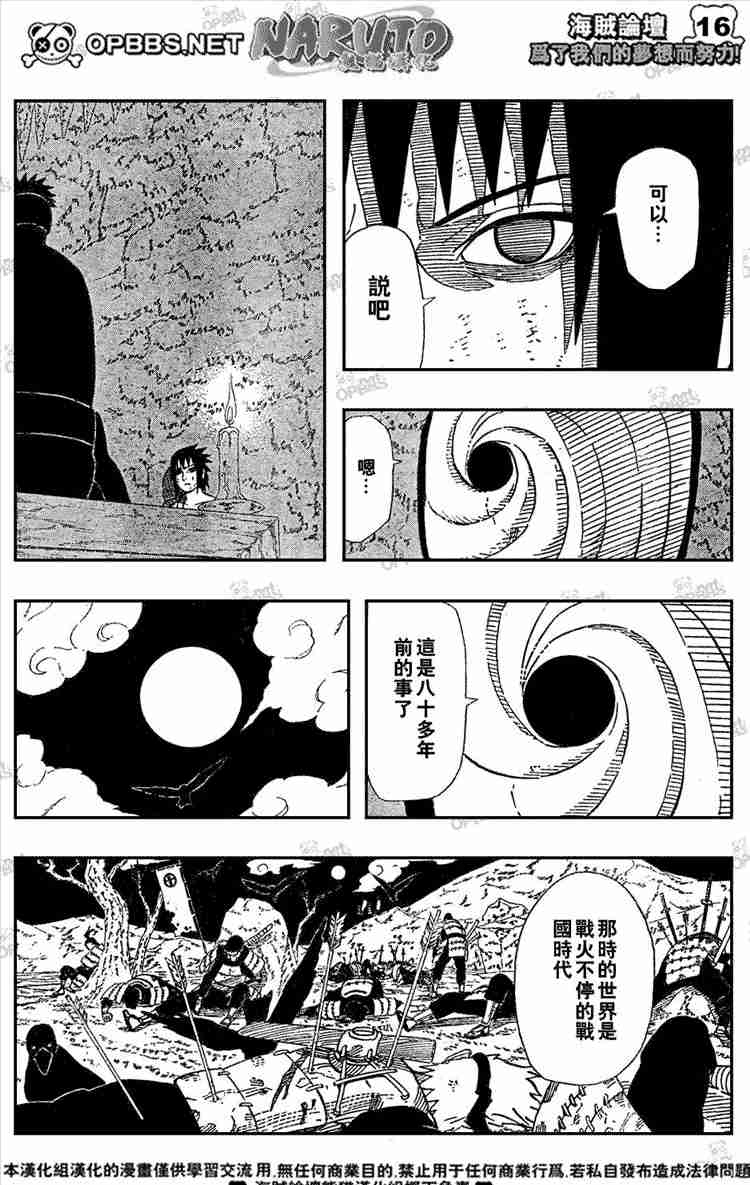 OPBBS.NET
NARUTO
海賊論壇
16
爲了我們的夢想而努力!
可以…
説吧
嗯…
這是八十多年
前的事了
那時的世界是
戰火不停的戰
國時代
本漢化組漢化的漫畫僅供學習交流用,無任何商業目的,禁止用于任何商業行爲,若私自發布造成法律問題